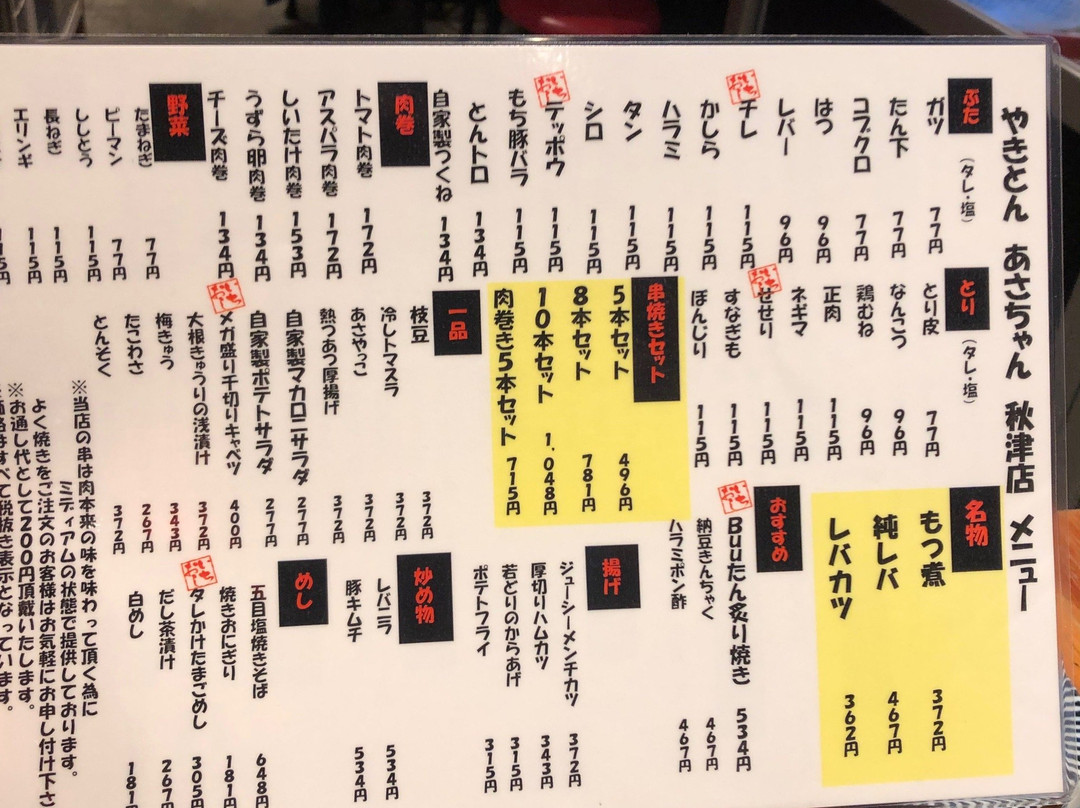 やきとん あさちゃん 秋津店 メニュー
ぶた (タレ・塩)
ガツ 77円
たん下 77円
コブクロ 77円
はつ 96円
レバー 96円
チレ 115円
かしら 115円
ハラミ 115円
タン 115円
シロ 115円
テッポウ 115円
もち豚バラ 115円
とんトロ 134円
自家製つくね 134円
肉巻
トマト肉巻 172円
アスパラ肉巻 172円
しいたけ肉巻 153円
うずら卵肉巻 134円
チーズ肉巻 134円
野菜
たまねぎ 77円
ピーマン 77円
ししとう 115円
長ねぎ 115円
エリンギ 115円
とり (タレ・塩)
とり皮 77円
なんこつ 96円
鶏むね 96円
正肉 115円
ネギマ 115円
せせり 115円
すなぎも 115円
ぼんじり 115円
串焼きセット
5本セット 496円
8本セット 781円
10本セット 1,048円
肉巻き5本セット 715円
一品
枝豆 372円
冷しトマスラ 372円
あさやっこ 372円
熱つあつ厚揚げ 372円
自家製マカロニサラダ 277円
自家製ポテトサラダ 277円
メガ盛り千切りキャベツ 400円
大根きゅうりの浅漬け 372円
梅きゅう 343円
たこわさ 267円
とんそく 372円
名物
もつ煮 372円
純レバ 467円
レバカツ 362円
おすすめ
Buuたん炙り焼き 534円
納豆きんちゃく 467円
ハラミポン酢 467円
揚げ
ジューシーメンチカツ 372円
厚切りハムカツ 343円
若どりのからあげ 315円
ポテトフライ 315円
炒め物
レバニラ 534円
豚キムチ 534円
めし
五目塩焼きそば 648円
焼きおにぎり 181円
タレかけたまごめし 305円
だし茶漬け 267円
白めし 181円
※当店の串は肉本来の味を味わって頂く為に
ミディアムの状態で提供しております。
よく焼きをご注文のお客様はお気軽にお申し付け下さ
※お通し代として200円頂戴いたします。
価格はすべて税抜き表示となっています。